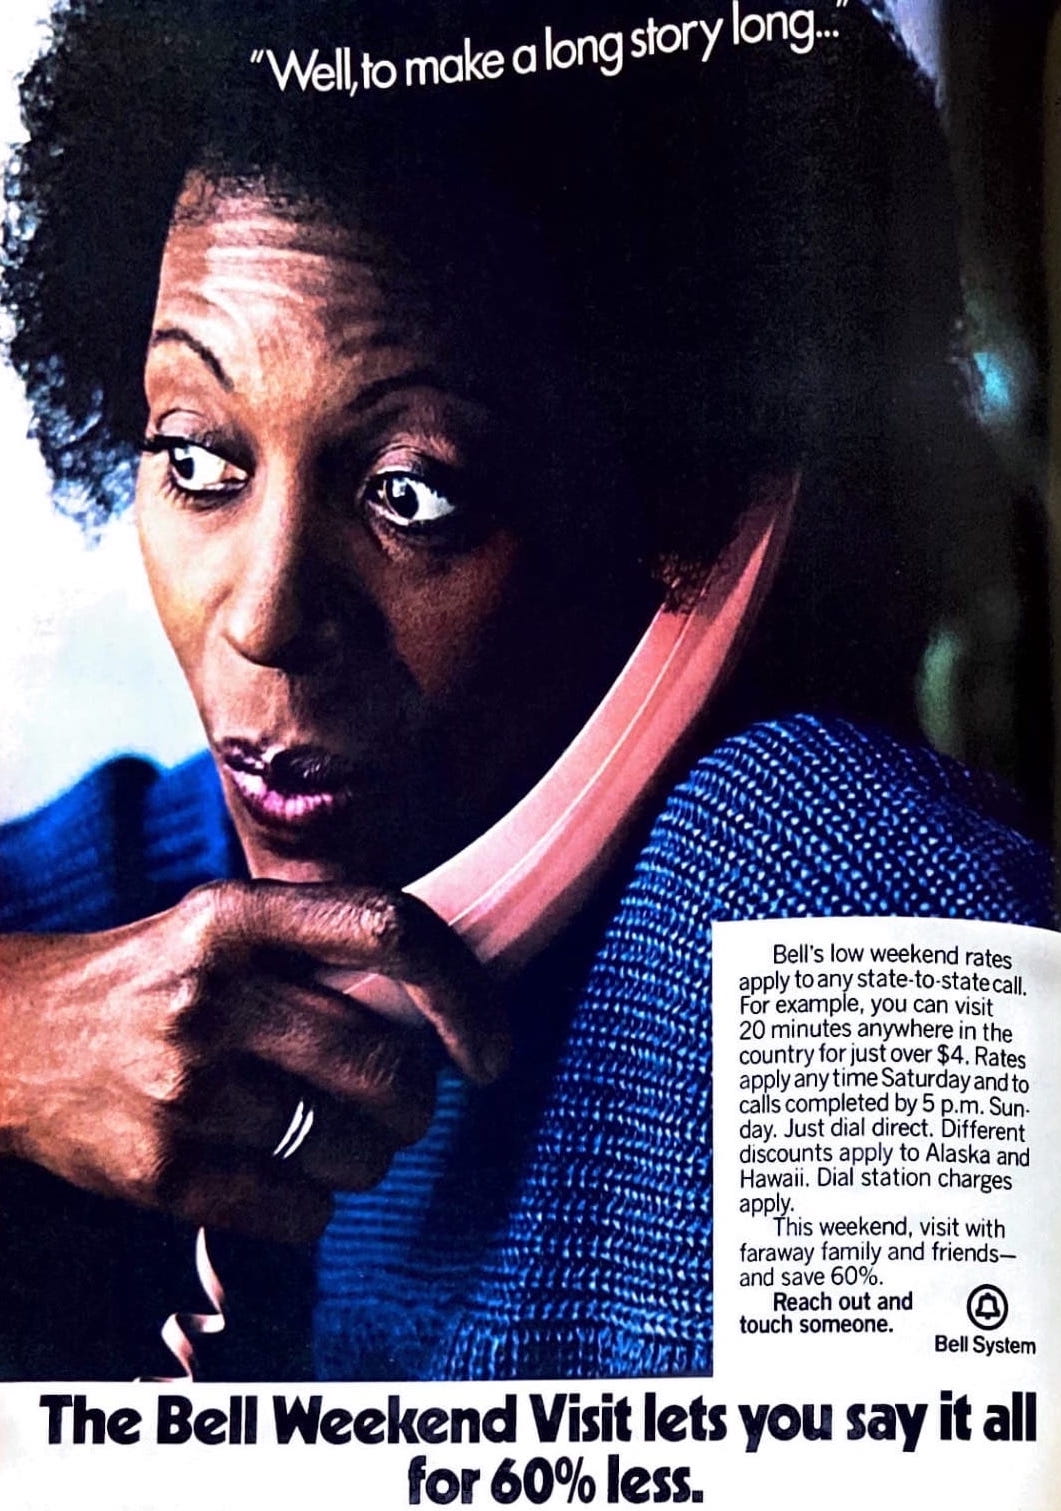 "Well, to make a long story long..."
Bell's low weekend rates
apply to any state-to-state call.
For example, you can visit
20 minutes anywhere in the
country for just over $4. Rates
apply any time Saturday and to
calls completed by 5 p.m. Sun-
day. Just dial direct. Different
discounts apply to Alaska and
Hawaii. Dial station charges
apply.
This weekend, visit with
faraway family and friends—
and save 60%.
Reach out and
touch someone.
Bell System
The Bell Weekend Visit lets you say it all
for 60% less.